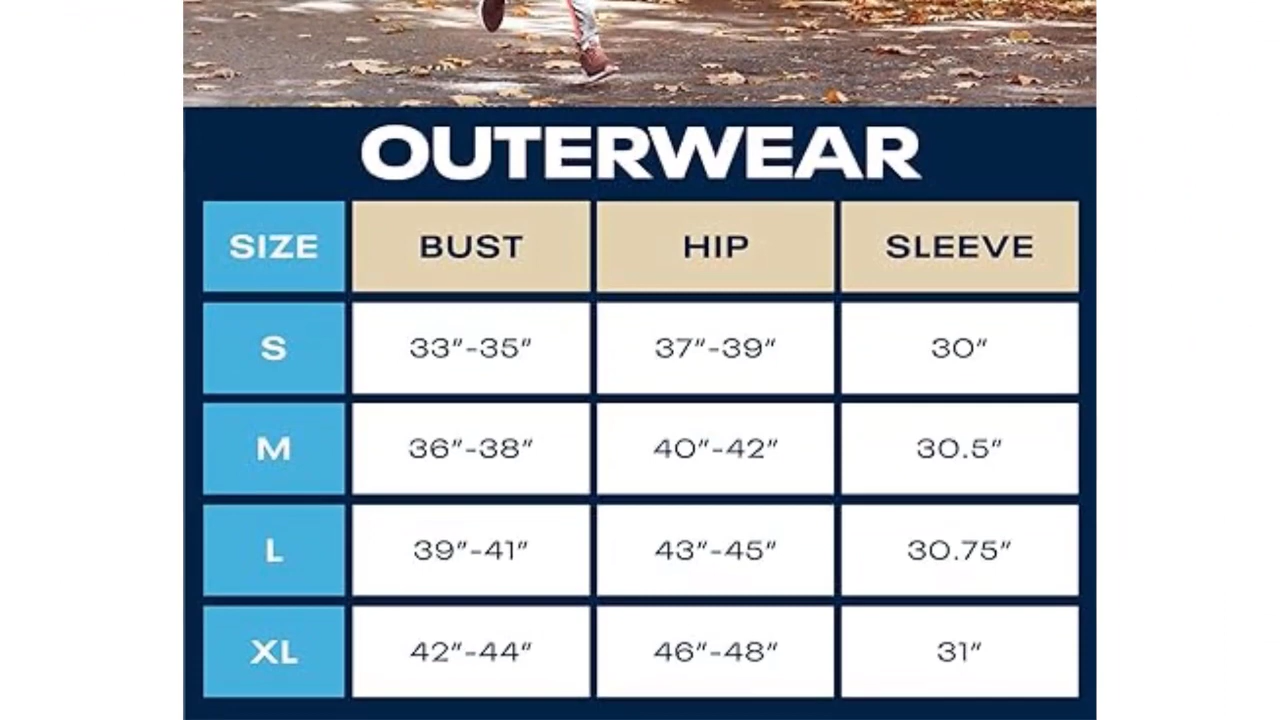 OUTERWEAR
SIZE BUST HIP SLEEVE
S 33"-35" 37"-39" 30"
M 36"-38" 40"-42" 30.5"
L 39"-41" 43"-45" 30.75"
XL 42"-44" 46"-48" 31"